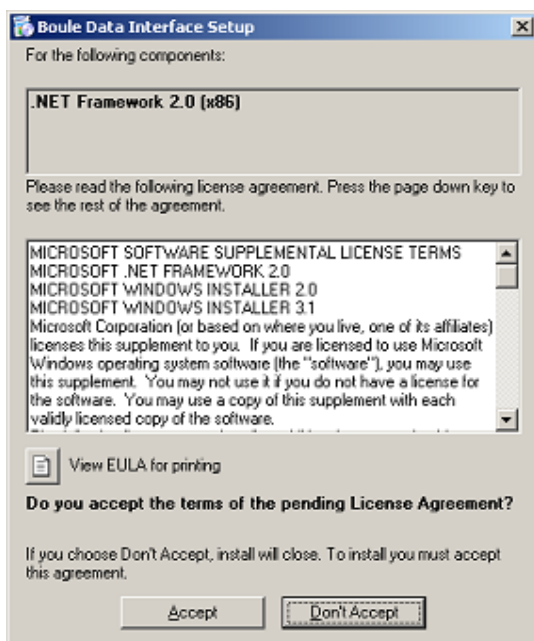 Boule Data Interface Setup
For the following components:
.NET Framework 2.0 (x86)
Please read the following license agreement. Press the page down key to
see the rest of the agreement.
MICROSOFT SOFTWARE SUPPLEMENTAL LICENSE TERMS
MICROSOFT .NET FRAMEWORK 2.0
MICROSOFT WINDOWS INSTALLER 2.0
MICROSOFT WINDOWS INSTALLER 3.1
Microsoft Corporation (or based on where you live, one of its affiliates)
licenses this supplement to you.  If you are licensed to use Microsoft
Windows operating system software (the "software"), you may use
this supplement.  You may not use it if you do not have a license for
the software.  You may use a copy of this supplement with each
validly licensed copy of the software.
View EULA for printing
Do you accept the terms of the pending License Agreement?
If you choose Don't Accept, install will close. To install you must accept
this agreement.
Accept
Don't Accept